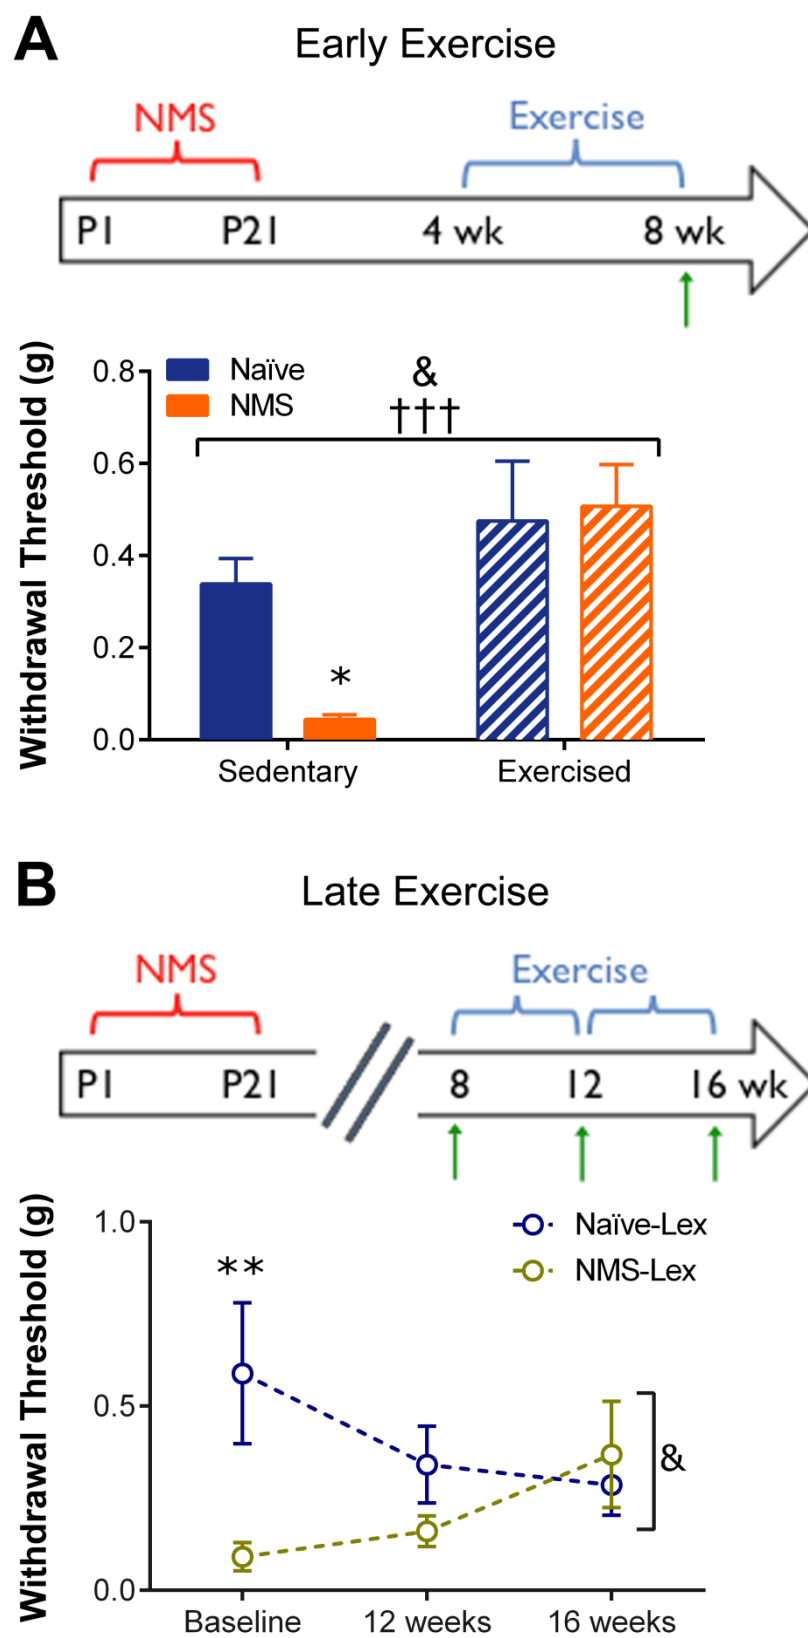 A
Early Exercise
NMS
Exercise
P1 P21 4 wk 8 wk
Withdrawal Threshold (g)
0.8
0.6
0.4
0.2
0.0
Naïve
NMS
&
†††
*
Sedentary Exercised
B
Late Exercise
NMS
Exercise
P1 P21 8 12 16 wk
Withdrawal Threshold (g)
1.0
0.5
0.0
Naïve-Lex
NMS-Lex
**
&
Baseline 12 weeks 16 weeks